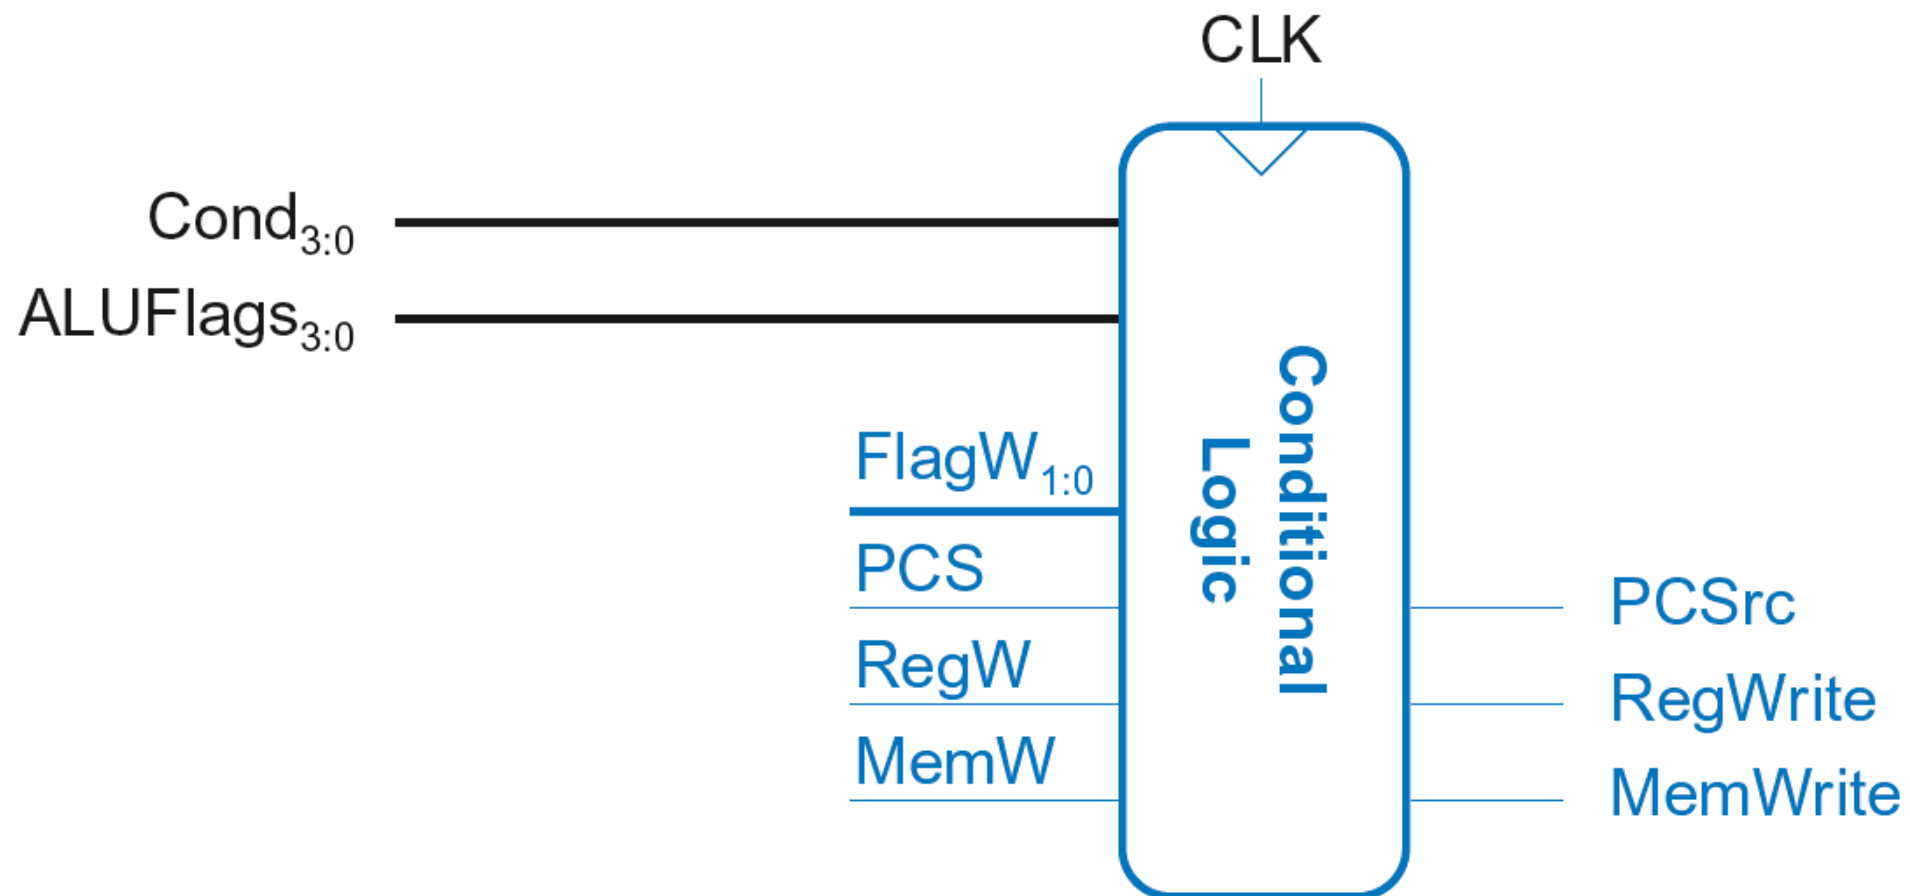 CLK
Cond3:0
ALUFlags3:0
Conditional
Logic
FlagW1:0
PCS
RegW
MemW
PCSrc
RegWrite
MemWrite